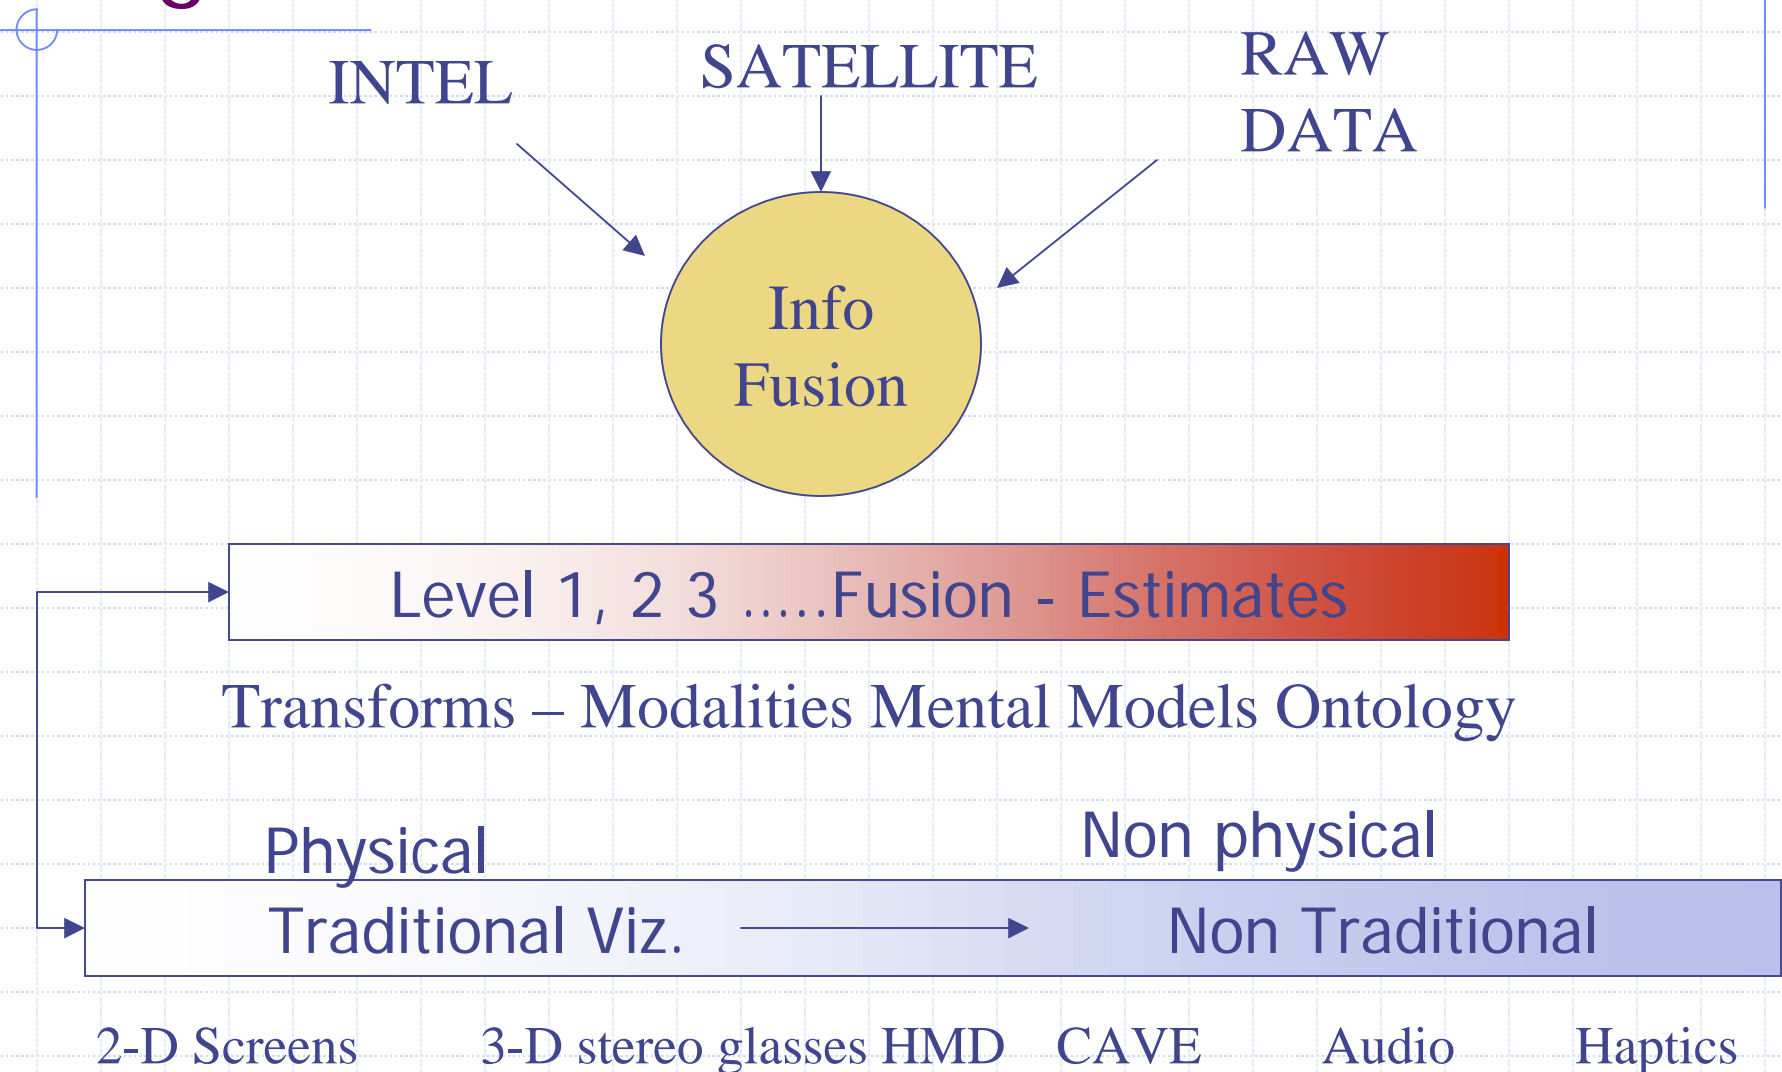 INTEL
SATELLITE
RAW
DATA
Info
Fusion
Level 1, 2 3 .....Fusion - Estimates
Transforms – Modalities Mental Models Ontology
Physical
Non physical
Traditional Viz.
Non Traditional
2-D Screens 3-D stereo glasses HMD CAVE Audio Haptics